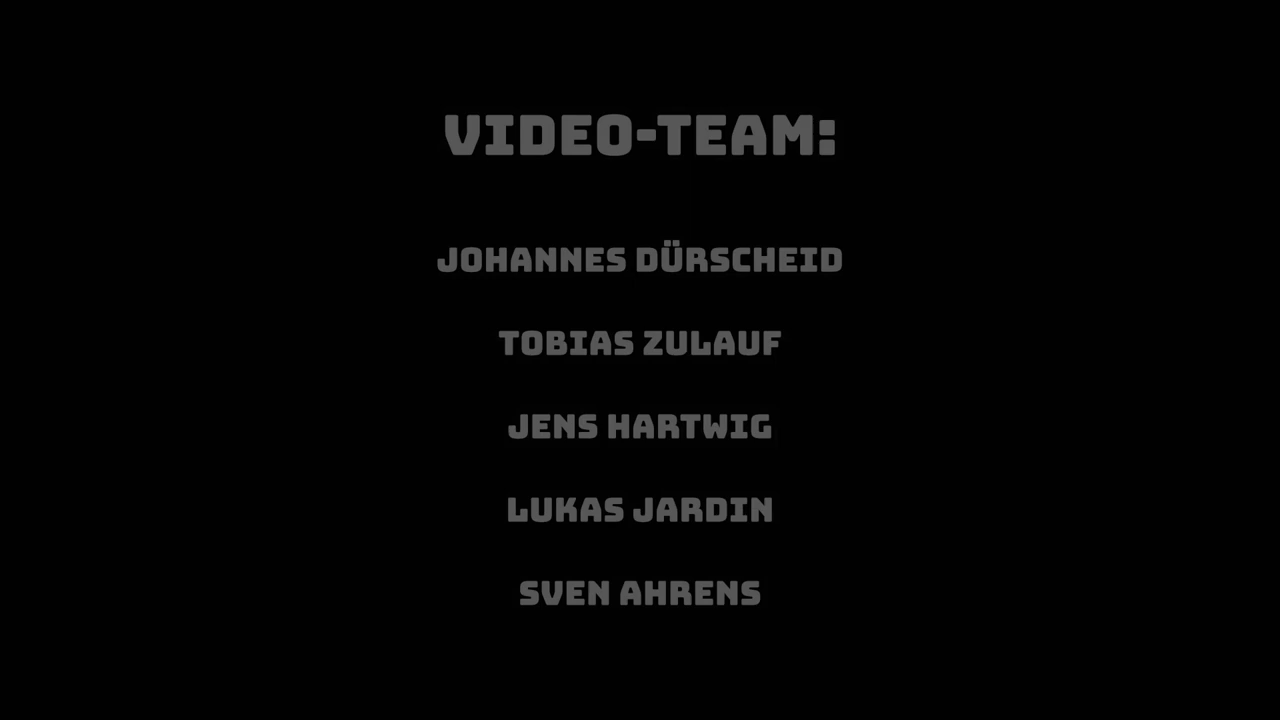 VIDEO-TEAM:
JOHANNES DÜRSCHEID
TOBIAS ZULAUF
JENS HARTWIG
LUKAS JARDIN
SVEN AHRENS